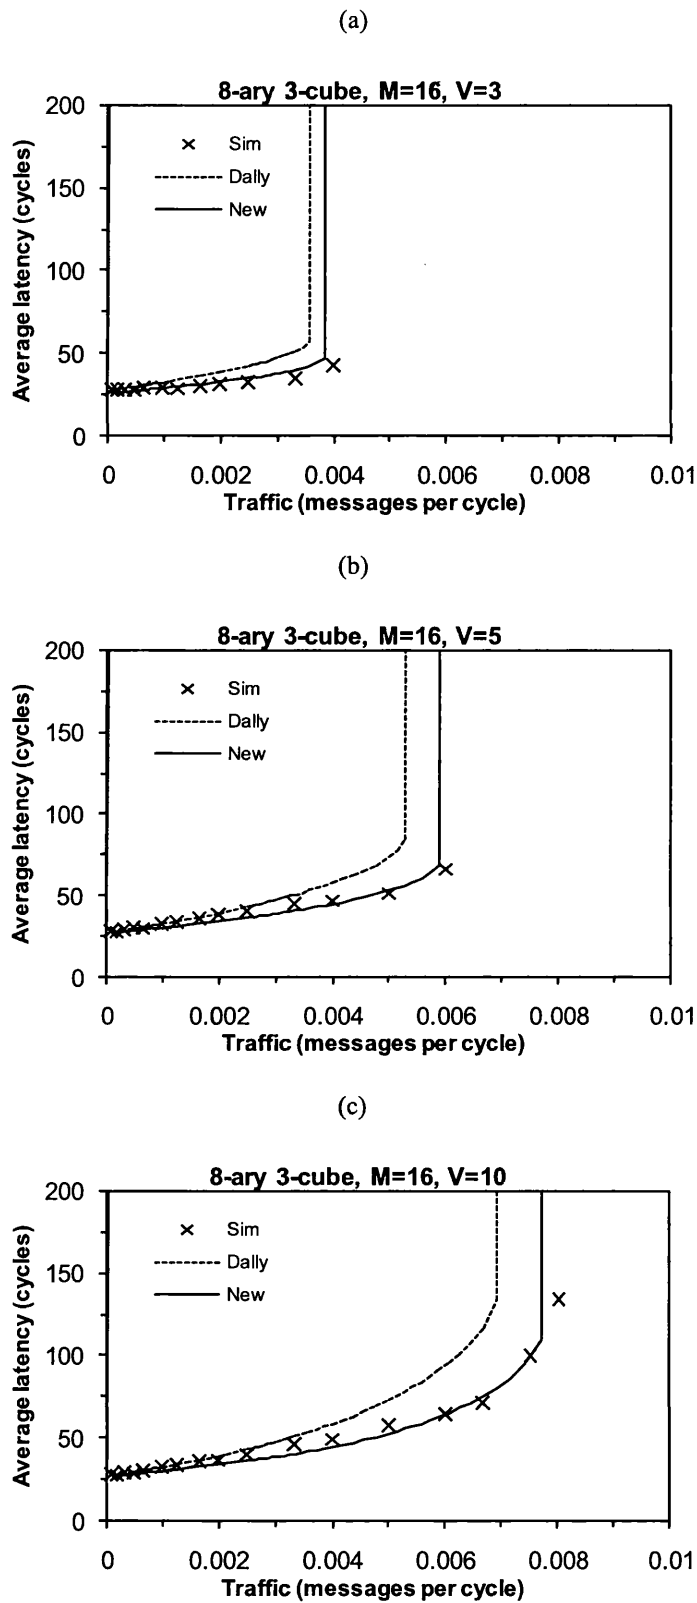 (a)
8-ary 3-cube, M=16, V=3
Average latency (cycles)
200
150
100
50
0
Sim
Dally
New
0 0.002 0.004 0.006 0.008 0.01
Traffic (messages per cycle)
(b)
8-ary 3-cube, M=16, V=5
Average latency (cycles)
200
150
100
50
0
Sim
Dally
New
0 0.002 0.004 0.006 0.008 0.01
Traffic (messages per cycle)
(c)
8-ary 3-cube, M=16, V=10
Average latency (cycles)
200
150
100
50
0
Sim
Dally
New
0 0.002 0.004 0.006 0.008 0.01
Traffic (messages per cycle)